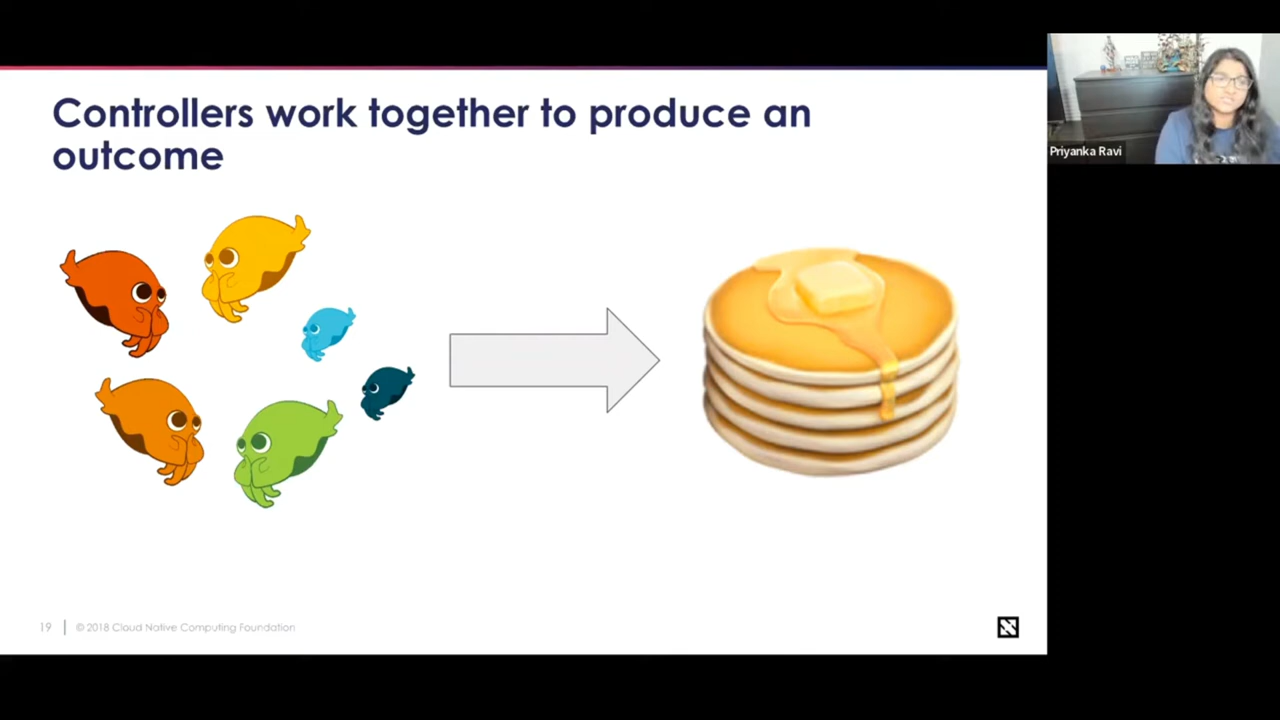 Controllers work together to produce an
outcome
Priyanka Ravi
19
© 2018 Cloud Native Computing Foundation